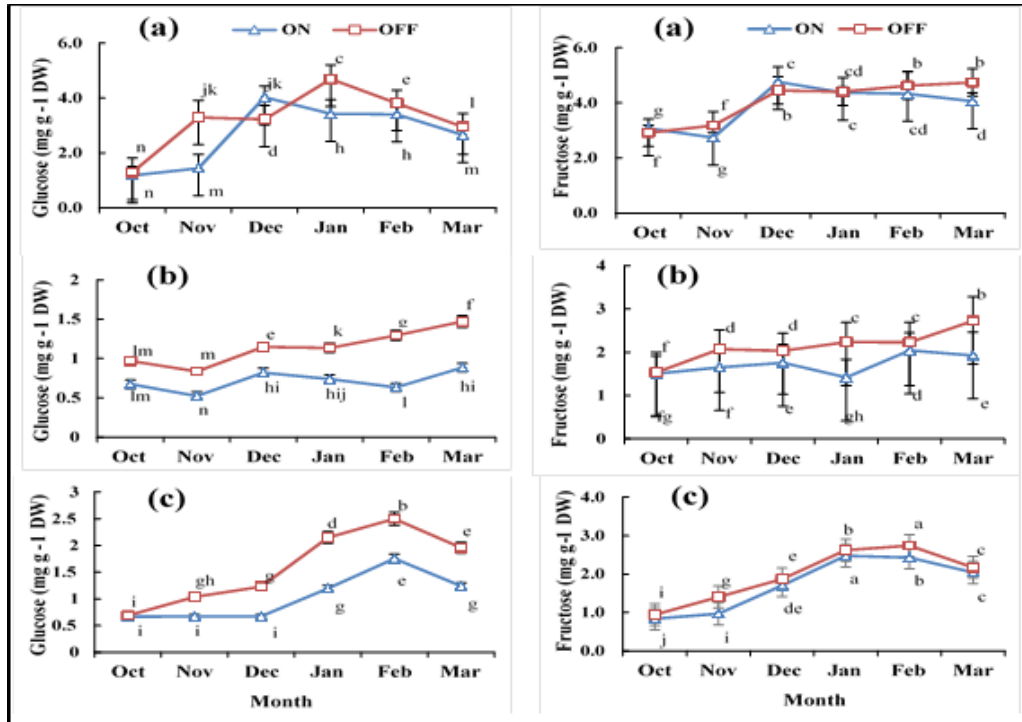 (a) ON OFF
Glucose (mg g -1 DW)
6.0
4.0
2.0
0.0
n jk jk c e l
n m d h h m
Oct Nov Dec Jan Feb Mar
(b)
Glucose (mg g -1 DW)
2
1.5
1
0.5
0
lm m e k g f
lm n hi hij l hi
Oct Nov Dec Jan Feb Mar
(c)
Glucose (mg g -1 DW)
3
2.5
2
1.5
1
0.5
0
i gh g d b e
i i i g e g
Oct Nov Dec Jan Feb Mar
Month
(a) ON OFF
Fructose (mg g -1 DW)
6.0
4.0
2.0
0.0
g f c cd b b
f g b c cd d
Oct Nov Dec Jan Feb Mar
(b)
Fructose (mg g -1 DW)
4
3
2
1
0
f d d c c b
fg f e gh d e
Oct Nov Dec Jan Feb Mar
(c)
Fructose (mg g -1 DW)
4.0
3.0
2.0
1.0
0.0
i g e b a c
j i de a b c
Oct Nov Dec Jan Feb Mar
Month